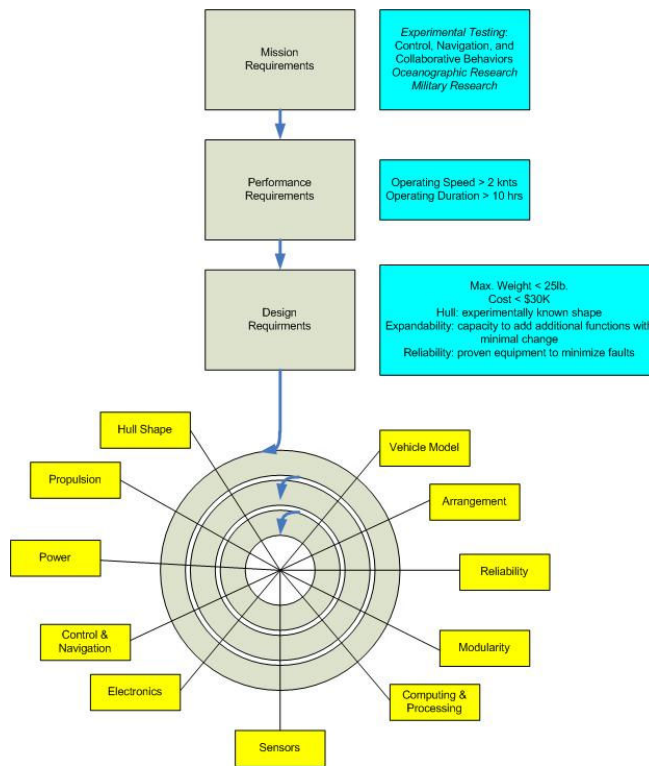 Mission
Requirements
Experimental Testing:
Control, Navigation, and
Collaborative Behaviors
Oceanographic Research
Military Research
Performance
Requirements
Operating Speed > 2 knts
Operating Duration > 10 hrs
Design
Requirments
Max. Weight < 25lb.
Cost < $30K
Hull: experimentally known shape
Expandability: capacity to add additional functions with
minimal change
Reliability: proven equipment to minimize faults
Hull Shape
Vehicle Model
Propulsion
Arrangement
Power
Reliability
Control &
Navigation
Modularity
Electronics
Computing &
Processing
Sensors